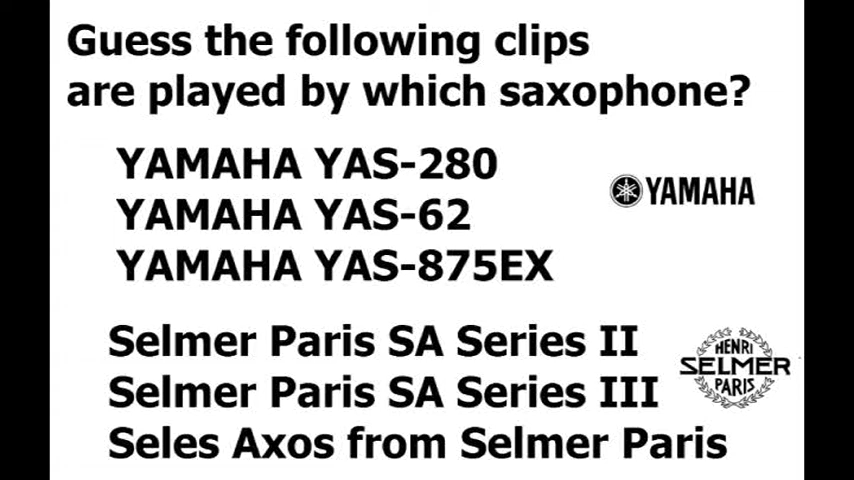 Guess the following clips
are played by which saxophone?
YAMAHA YAS-280
YAMAHA YAS-62
YAMAHA YAS-875EX
YAMAHA
Selmer Paris SA Series II
Selmer Paris SA Series III
Seles Axos from Selmer Paris
HENRI
SELMER
PARIS